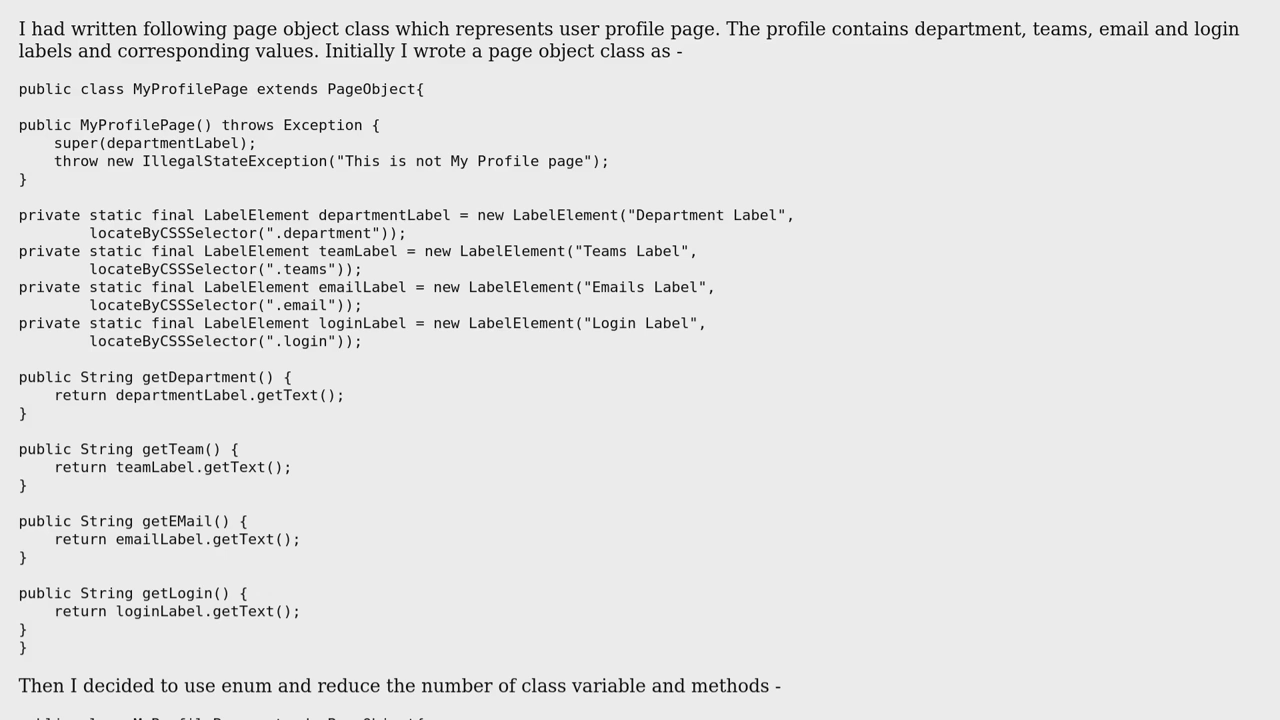 I had written following page object class which represents user profile page. The profile contains department, teams, email and login
labels and corresponding values. Initially I wrote a page object class as -
public class MyProfilePage extends PageObject{
public MyProfilePage() throws Exception {
    super(departmentLabel);
    throw new IllegalStateException("This is not My Profile page");
}
private static final LabelElement departmentLabel = new LabelElement("Department Label",
        locateByCSSSelector(".department"));
private static final LabelElement teamLabel = new LabelElement("Teams Label",
        locateByCSSSelector(".teams"));
private static final LabelElement emailLabel = new LabelElement("Emails Label",
        locateByCSSSelector(".email"));
private static final LabelElement loginLabel = new LabelElement("Login Label",
        locateByCSSSelector(".login"));
public String getDepartment() {
    return departmentLabel.getText();
}
public String getTeam() {
    return teamLabel.getText();
}
public String getEMail() {
    return emailLabel.getText();
}
public String getLogin() {
    return loginLabel.getText();
}
}
Then I decided to use enum and reduce the number of class variable and methods -